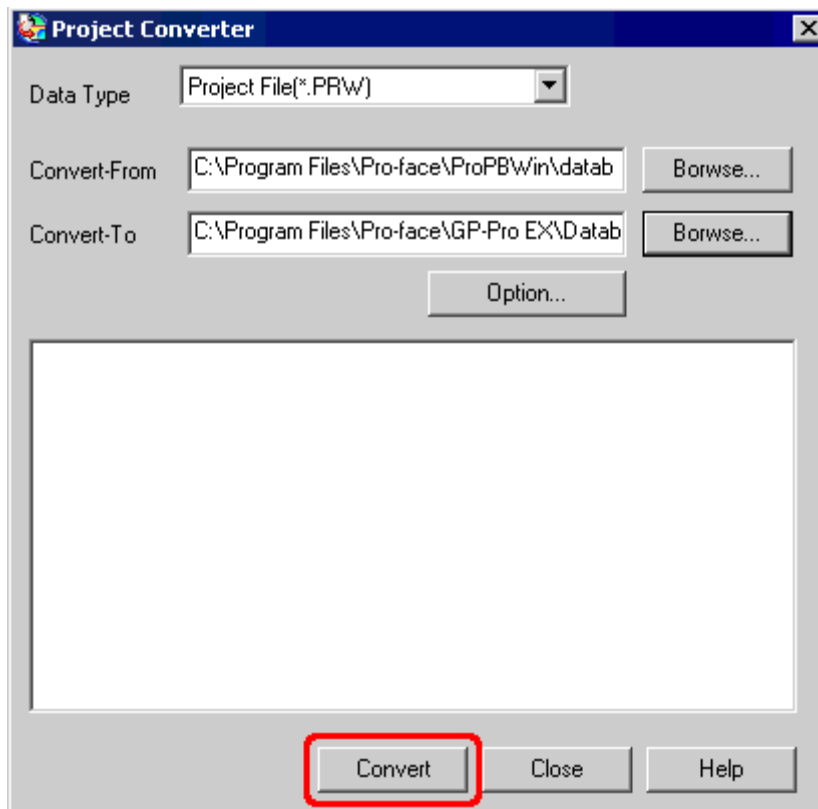 Project Converter
Data Type Project File(*.PRW)
Convert-From C:\Program Files\Pro-face\ProPBWin\datab Borwse...
Convert-To C:\Program Files\Pro-face\GP-Pro EX\Datab Borwse...
Option...
Convert Close Help